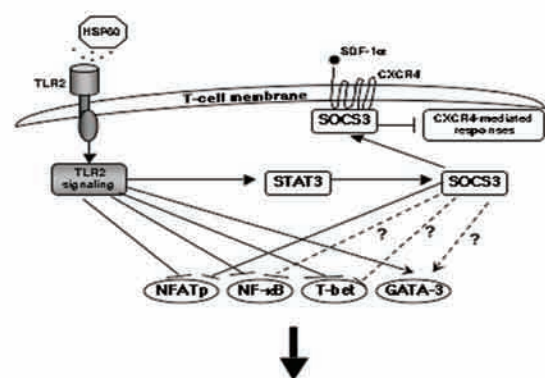 HSP60
SDF-1α
TLR2
CXCR4
T-cell membrane
SOCS3
CXCR4-mediated
responses
TLR2
signaling
STAT3
SOCS3
?
?
?
NFATp
NF-κB
T-bet
GATA-3